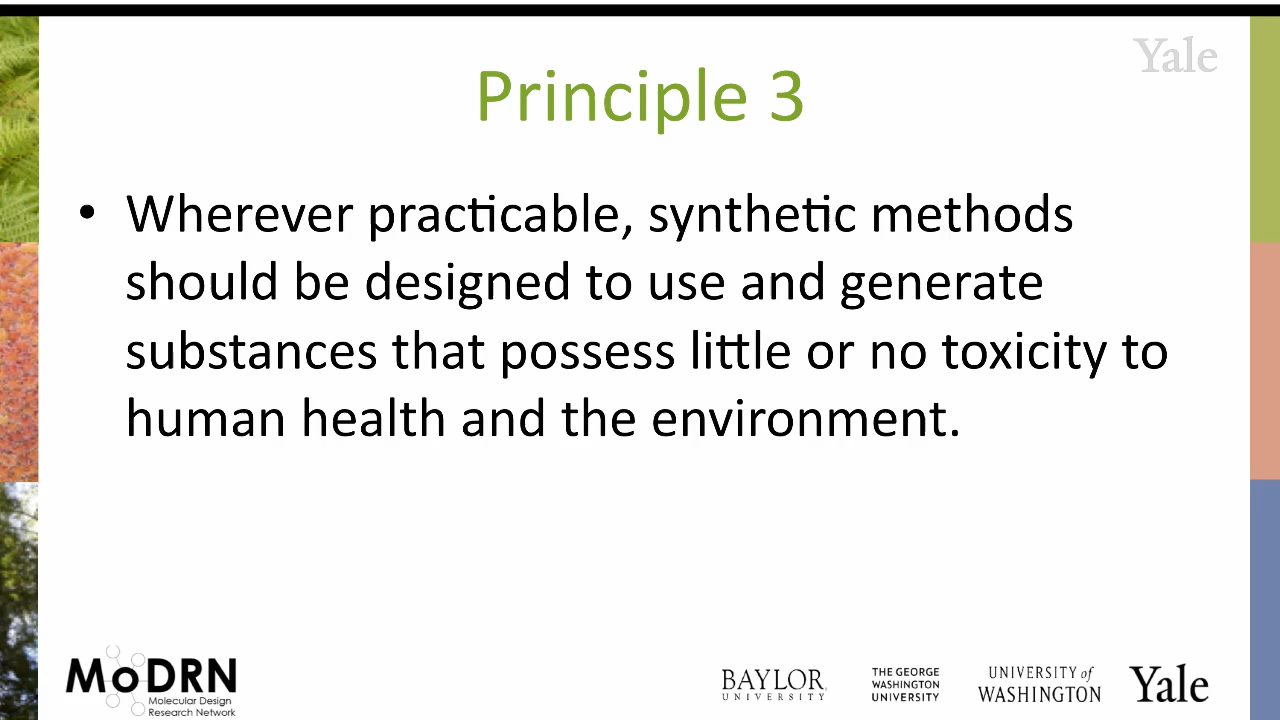 Yale
Principle 3
• Wherever practicable, synthetic methods
should be designed to use and generate
substances that possess little or no toxicity to
human health and the environment.
MoDRN
Molecular Design
Research Network
BAYLOR
UNIVERSITY
THE GEORGE
WASHINGTON
UNIVERSITY
UNIVERSITY of
WASHINGTON
Yale